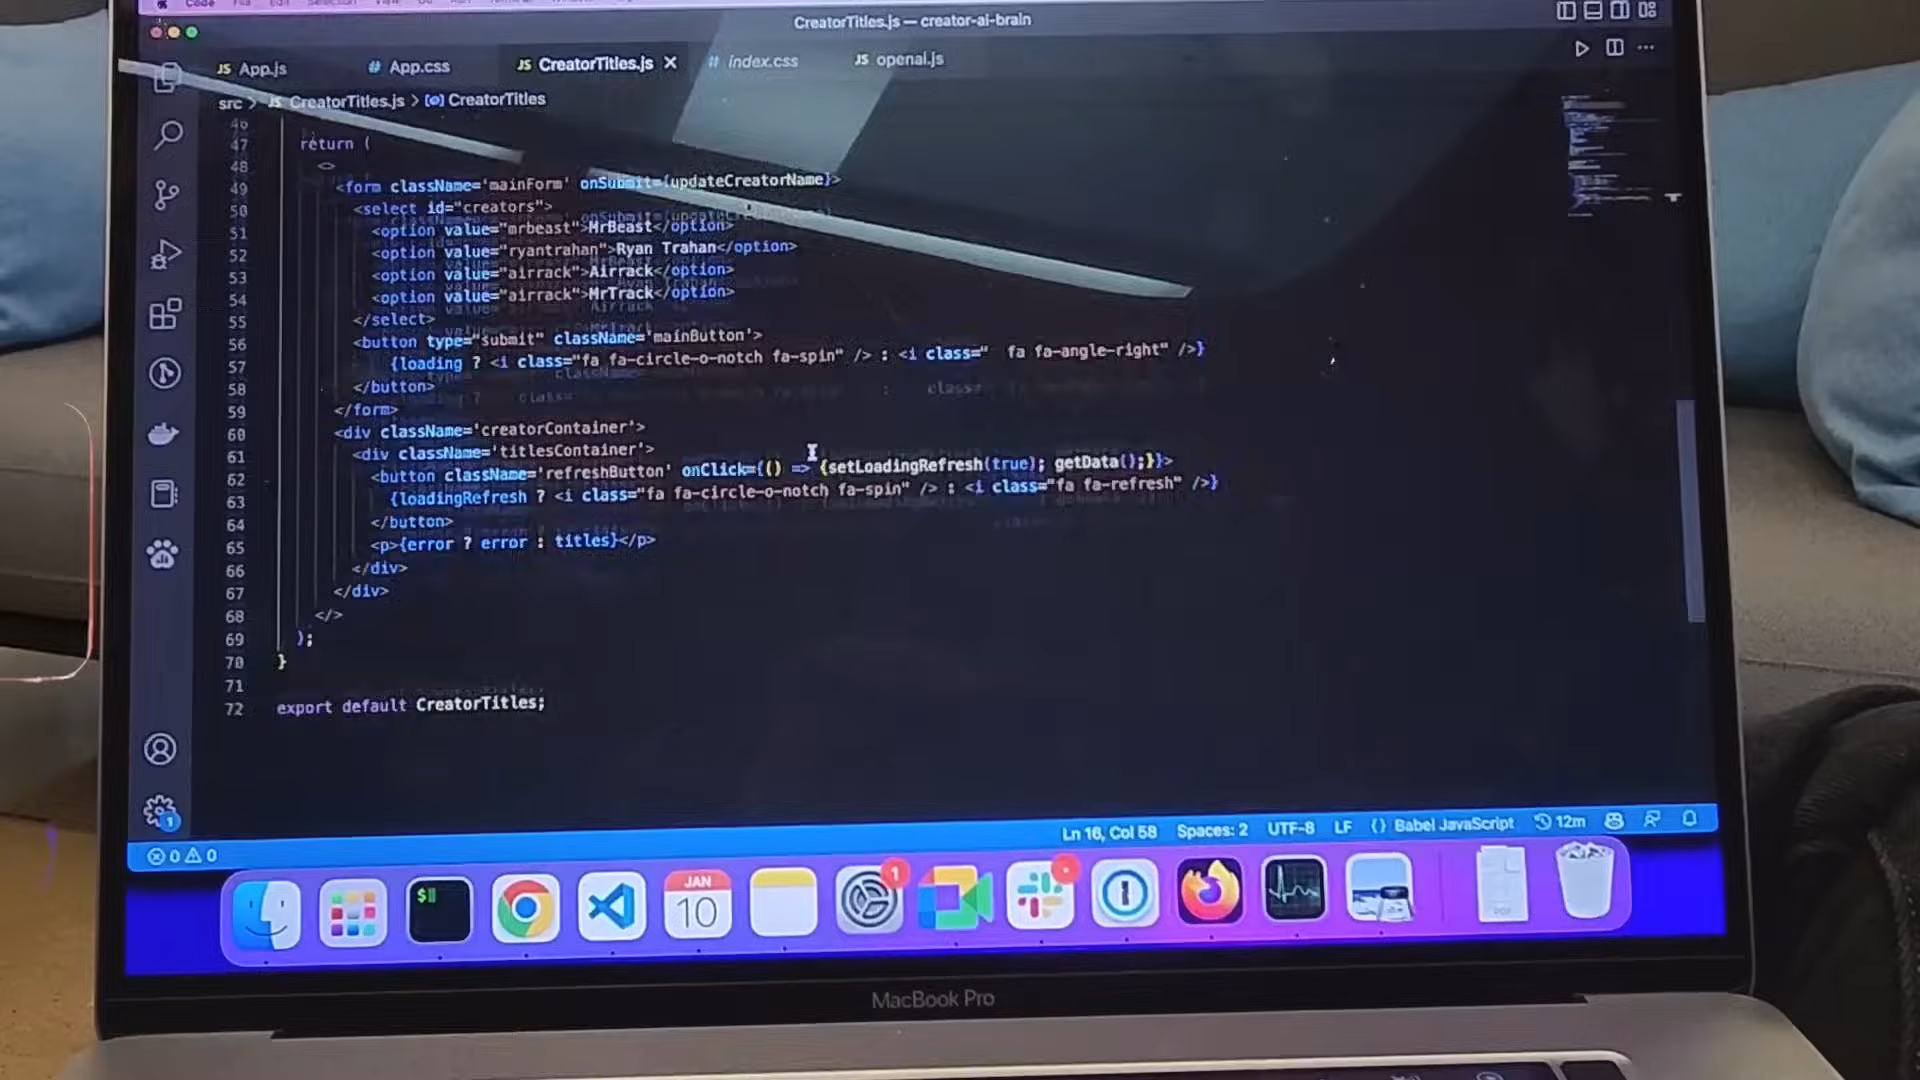 Code
CreatorTitles.js — creator-ai-brain
JS App.js
# App.css
JS CreatorTitles.js
# index.css
JS openai.js
src > JS CreatorTitles.js > CreatorTitles
46
47 return (
48 <>
49 <form className='mainForm' onSubmit={updateCreatorName}>
50 <select id="creators">
51 <option value="mrbeast">MrBeast</option>
52 <option value="ryantrahan">Ryan Trahan</option>
53 <option value="airrack">Airrack</option>
54 <option value="airrack">MrTrack</option>
55 </select>
56 <button type="submit" className='mainButton'>
57 {loading ? <i class="fa fa-circle-o-notch fa-spin" /> : <i class=" fa fa-angle-right" />}
58 </button>
59 </form>
60 <div className='creatorContainer'>
61 <div className='titlesContainer'>
62 <button className='refreshButton' onClick={() => {setLoadingRefresh(true); getData();}}>
63 {loadingRefresh ? <i class="fa fa-circle-o-notch fa-spin" /> : <i class="fa fa-refresh" />}
64 </button>
65 <p>{error ? error : titles}</p>
66 </div>
67 </div>
68 </>
69 );
70 }
71
72 export default CreatorTitles;
1
0 0
Ln 16, Col 58 Spaces: 2 UTF-8 LF {} Babel JavaScript 12m
$
JAN
10
1
PDF
MacBook Pro